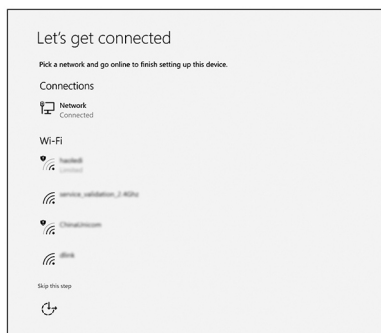 Let's get connected
Pick a network and go online to finish setting up this device.
Connections
Network
Connected
Wi-Fi
Limited
service_validation_2.4Ghz
ChinaUnicom
dlink
Skip this step